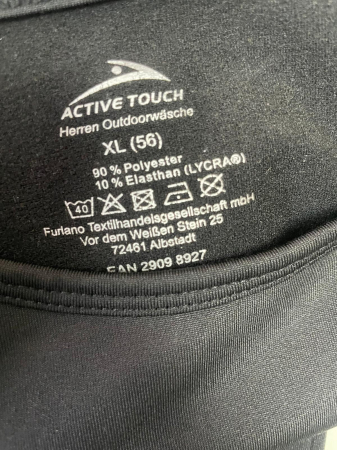 ACTIVE TOUCH
Herren Outdoorwäsche
XL (56)
90 % Polyester
10 % Elasthan (LYCRA®)
40
Furlano Textilhandelsgesellschaft mbH
Vor dem Weißen Stein 25
72461 Albstadt
EAN 2909 8927